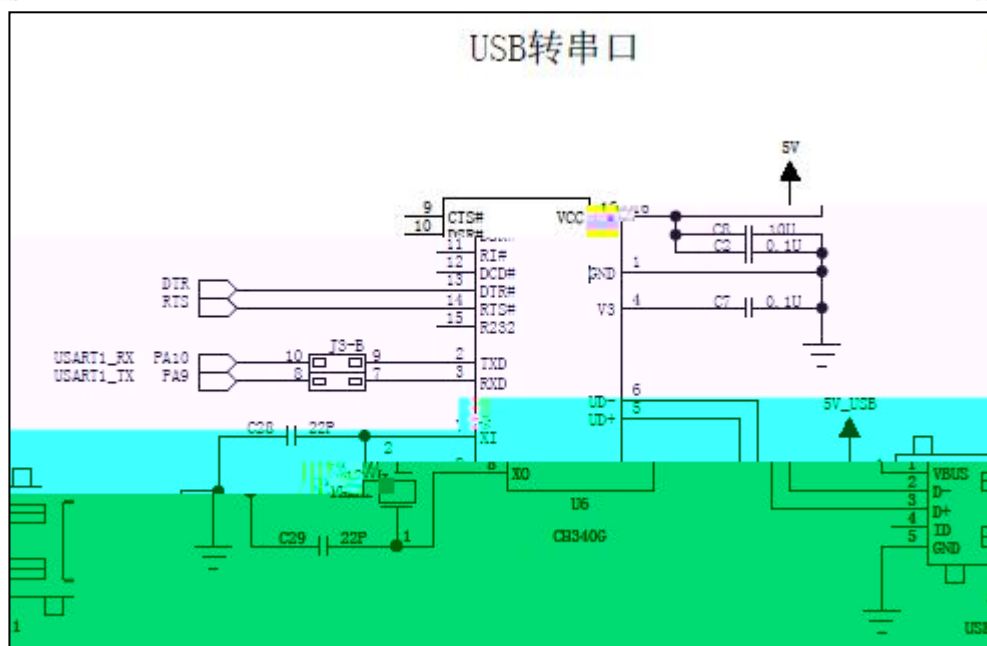 USB转串口
5V
9 CTS# VCC
10
C8 10U
11 C2 0.1U
12 RI# GND 1
13 DCD#
DTR DTR#
RTS 14 RTS# V3 4 C7 0.1U
15 R232
J3-B
USART1_RX PA10 10 9 2 TXD
USART1_TX PA9 8 7 3 RXD
UD- 6
UD+ 5 5V_USB
C28 22P XI
2
8 XO 1 VBUS
U6 2 D-
3 D+
C29 22P 1 CH340G 4 ID
5 GND
1